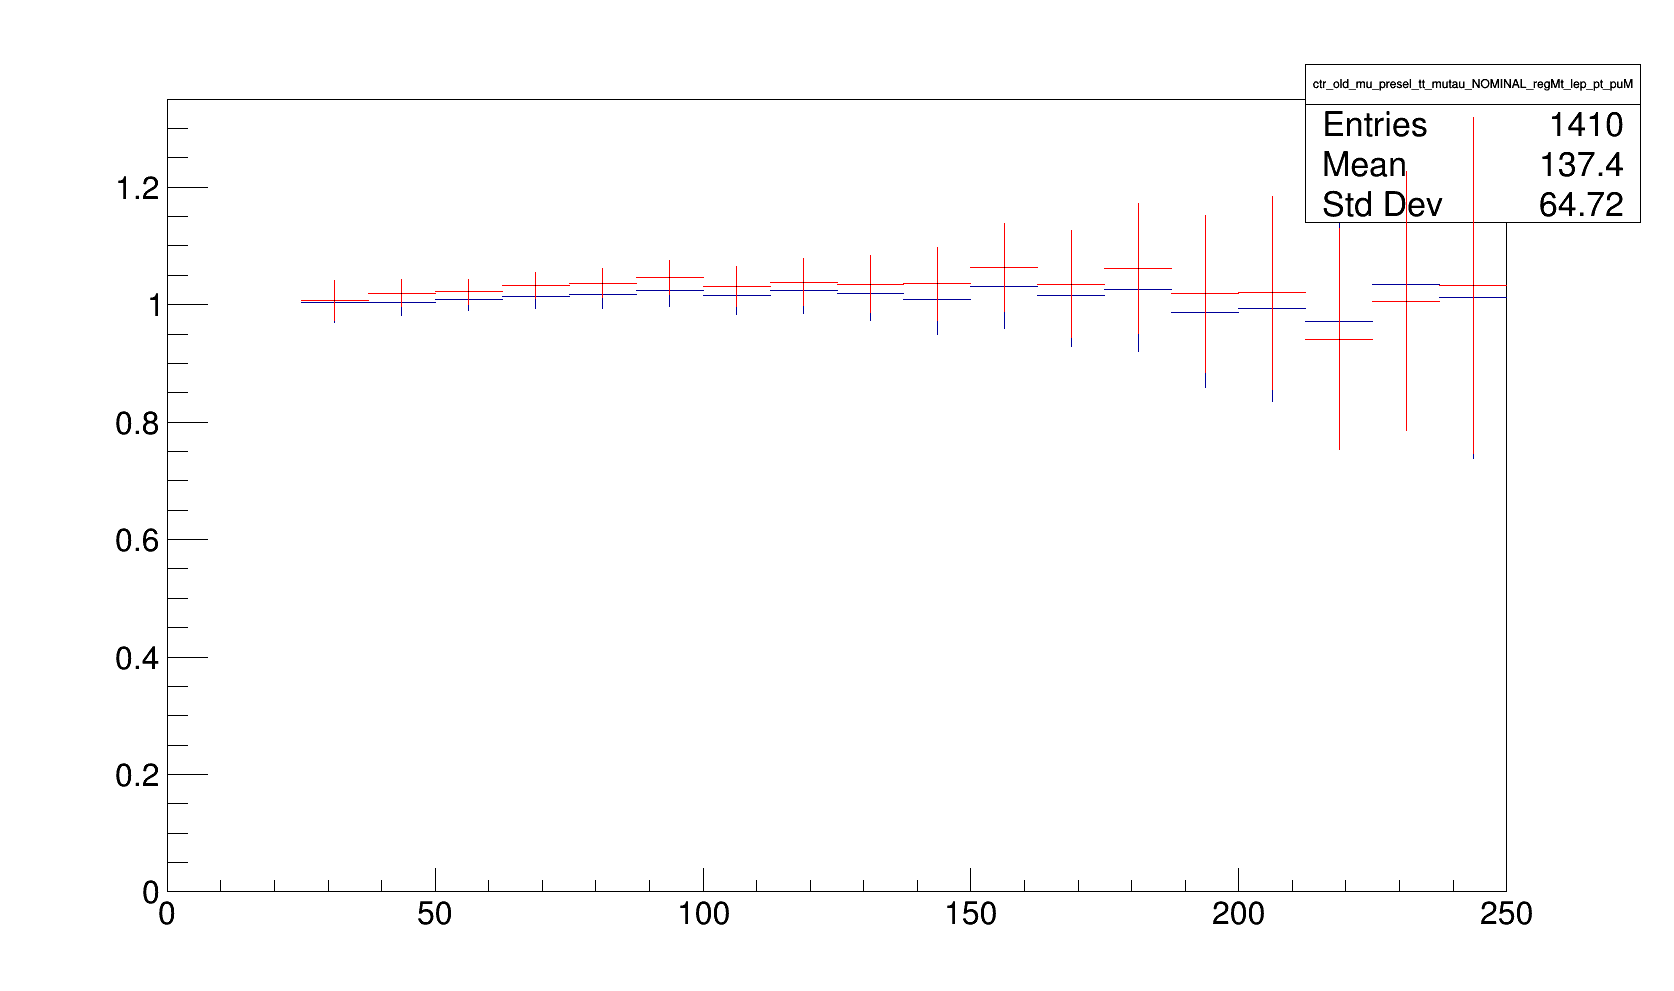 ctr_old_mu_presel_tt_mutau_NOMINAL_regMt_lep_pt_puM
Entries 1410
Mean 137.4
Std Dev 64.72
1.2
1
0.8
0.6
0.4
0.2
0
0 50 100 150 200 250